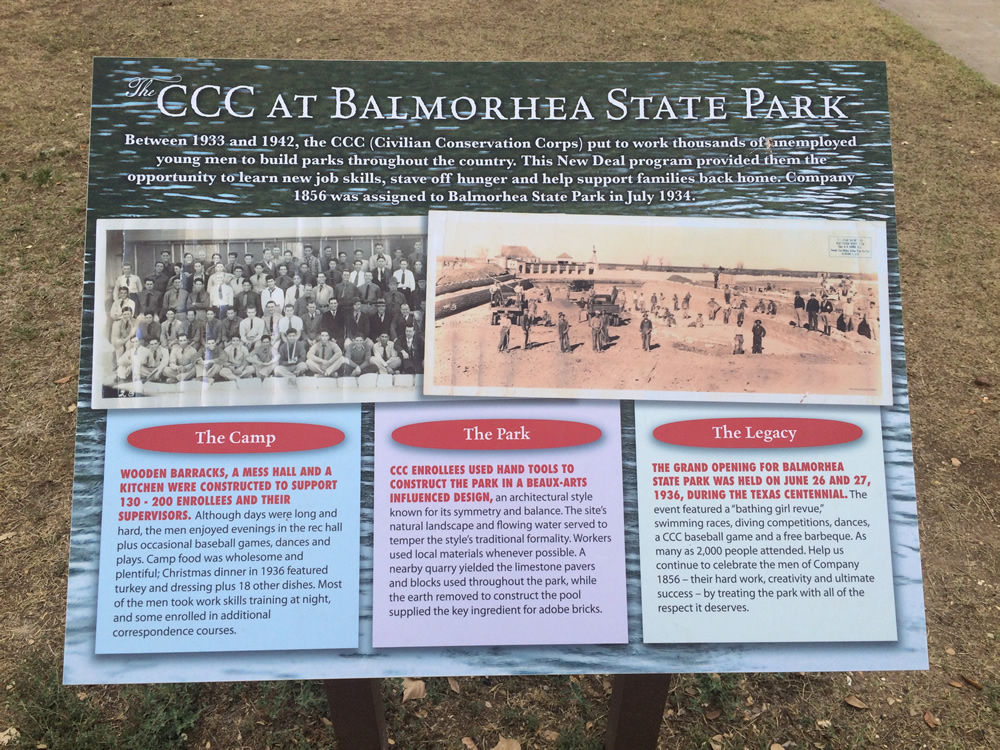 The CCC at Balmorhea State Park
Between 1933 and 1942, the CCC (Civilian Conservation Corps) put to work thousands of unemployed
young men to build parks throughout the country. This New Deal program provided them the
opportunity to learn new job skills, stave off hunger and help support families back home. Company
1856 was assigned to Balmorhea State Park in July 1934.
The Camp
WOODEN BARRACKS, A MESS HALL AND A
KITCHEN WERE CONSTRUCTED TO SUPPORT
130 - 200 ENROLLEES AND THEIR
SUPERVISORS. Although days were long and
hard, the men enjoyed evenings in the rec hall
plus occasional baseball games, dances and
plays. Camp food was wholesome and
plentiful; Christmas dinner in 1936 featured
turkey and dressing plus 18 other dishes. Most
of the men took work skills training at night,
and some enrolled in additional
correspondence courses.
The Park
CCC ENROLLEES USED HAND TOOLS TO
CONSTRUCT THE PARK IN A BEAUX-ARTS
INFLUENCED DESIGN, an architectural style
known for its symmetry and balance. The site's
natural landscape and flowing water served to
temper the style's traditional formality. Workers
used local materials whenever possible. A
nearby quarry yielded the limestone pavers
and blocks used throughout the park, while
the earth removed to construct the pool
supplied the key ingredient for adobe bricks.
The Legacy
THE GRAND OPENING FOR BALMORHEA
STATE PARK WAS HELD ON JUNE 26 AND 27,
1936, DURING THE TEXAS CENTENNIAL. The
event featured a "bathing girl revue,"
swimming races, diving competitions, dances,
a CCC baseball game and a free barbeque. As
many as 2,000 people attended. Help us
continue to celebrate the men of Company
1856 – their hard work, creativity and ultimate
success – by treating the park with all of the
respect it deserves.